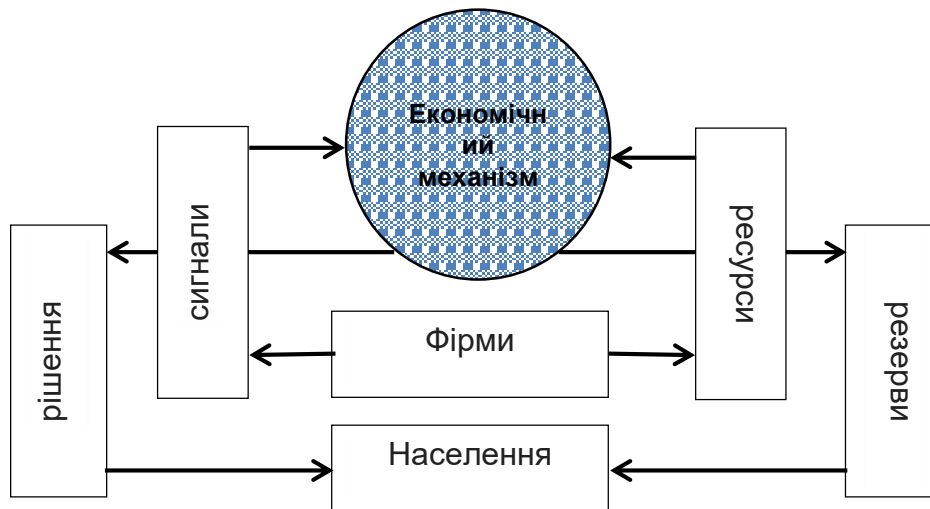 Економічн
ий
механізм
сигнали
ресурси
рішення
резерви
Фірми
Населення